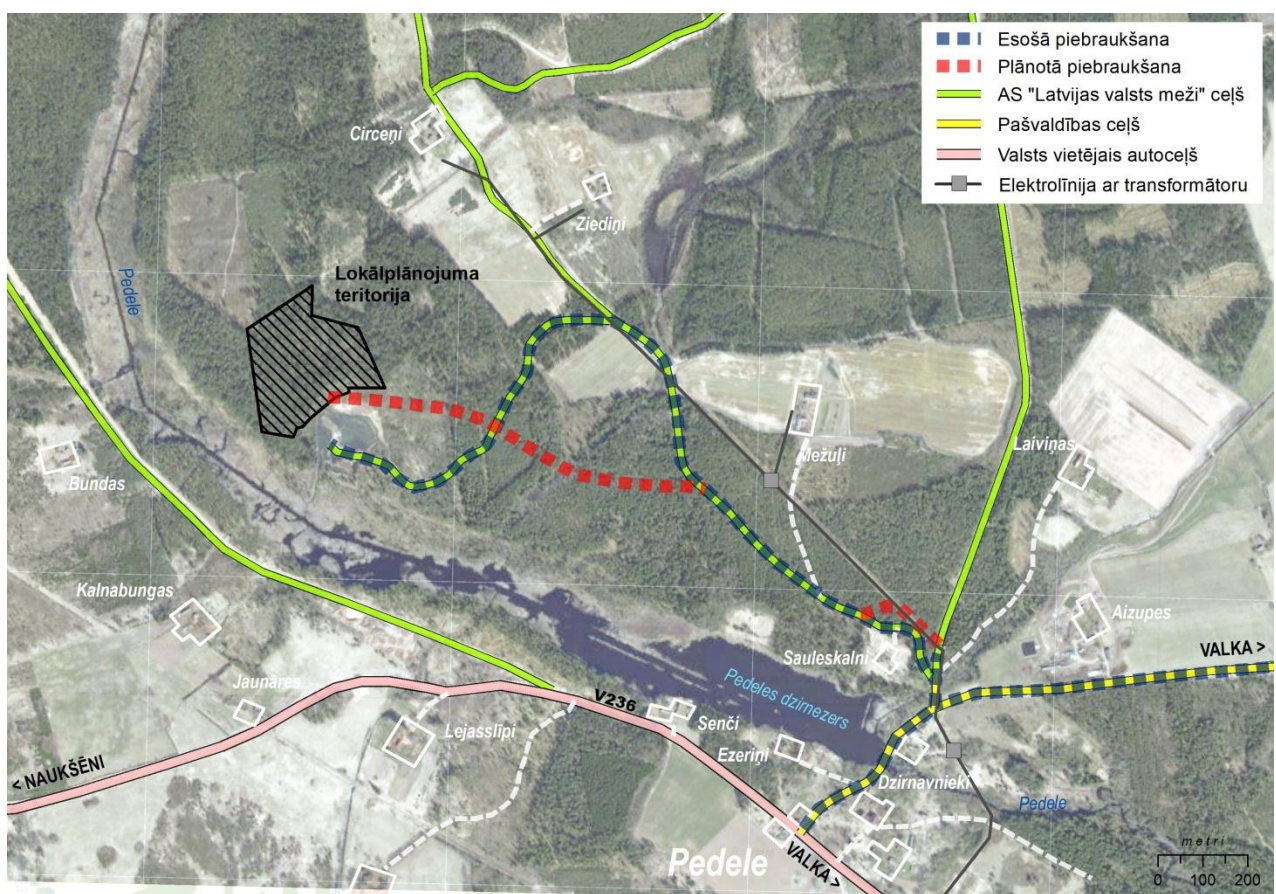 Esošā piebraukšana
Plānotā piebraukšana
AS "Latvijas valsts meži" ceļš
Pašvaldības ceļš
Valsts vietējais autoceļš
Elektrolīnija ar transformātoru
Circeņi
Ziediņi
Lokālplānojuma
teritorija
Pedele
Mežuļi
Laiviņas
Bundas
Kalnabungas
Aizupes
Sauleskalni
VALKA >
Jaunāres
Pedeles dzirnezers
V236
Senči
Lejasslīpi
Ezeriņi
Dzirnavnieki
< NAUKŠĒNI
Pedele
Pedele
VALKA >
metri
0 100 200